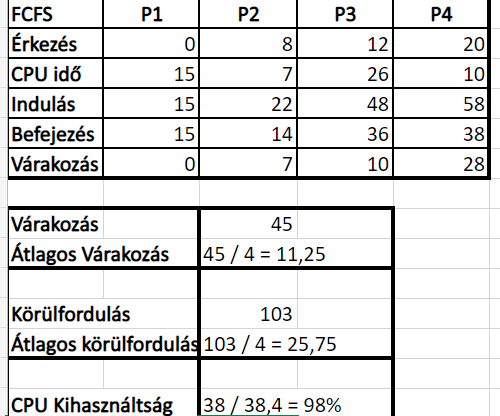 FCFS P1 P2 P3 P4
Érkezés 0 8 12 20
CPU idő 15 7 26 10
Indulás 15 22 48 58
Befejezés 15 14 36 38
Várakozás 0 7 10 28
Várakozás 45
Átlagos Várakozás 45 / 4 = 11,25
Körülfordulás 103
Átlagos körülfordulás 103 / 4 = 25,75
CPU Kihasználtság 38 / 38,4 = 98%